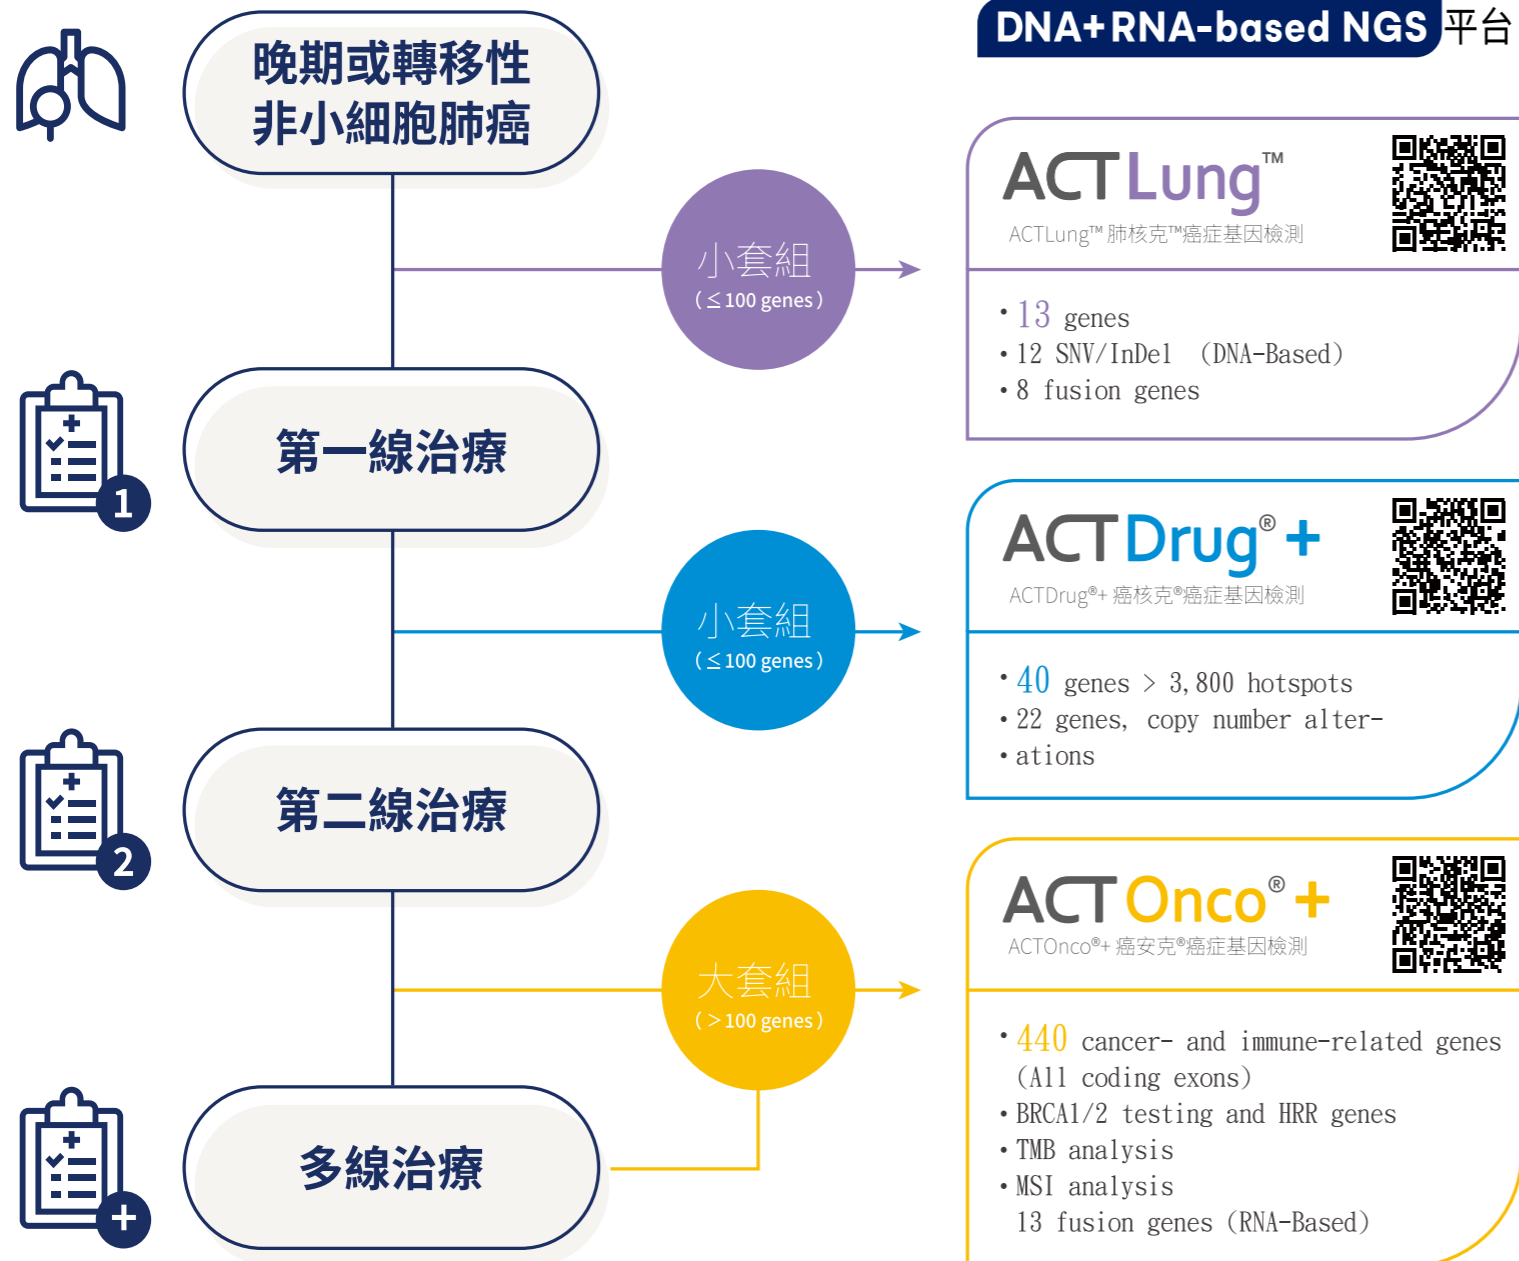 DNA+RNA-based NGS 平台
晚期或轉移性
非小細胞肺癌
小套組
(≤100 genes)
ACTLung™
ACTLung™ 肺核克™癌症基因檢測
• 13 genes
• 12 SNV/InDel (DNA-Based)
• 8 fusion genes
1
第一線治療
小套組
(≤100 genes)
ACTDrug®+
ACTDrug®+ 癌核克®癌症基因檢測
• 40 genes > 3,800 hotspots
• 22 genes, copy number alter-
• ations
2
第二線治療
大套組
(>100 genes)
ACTOnco®+
ACTOnco®+ 癌安克®癌症基因檢測
• 440 cancer- and immune-related genes
(All coding exons)
• BRCA1/2 testing and HRR genes
• TMB analysis
• MSI analysis
13 fusion genes (RNA-Based)
+
多線治療